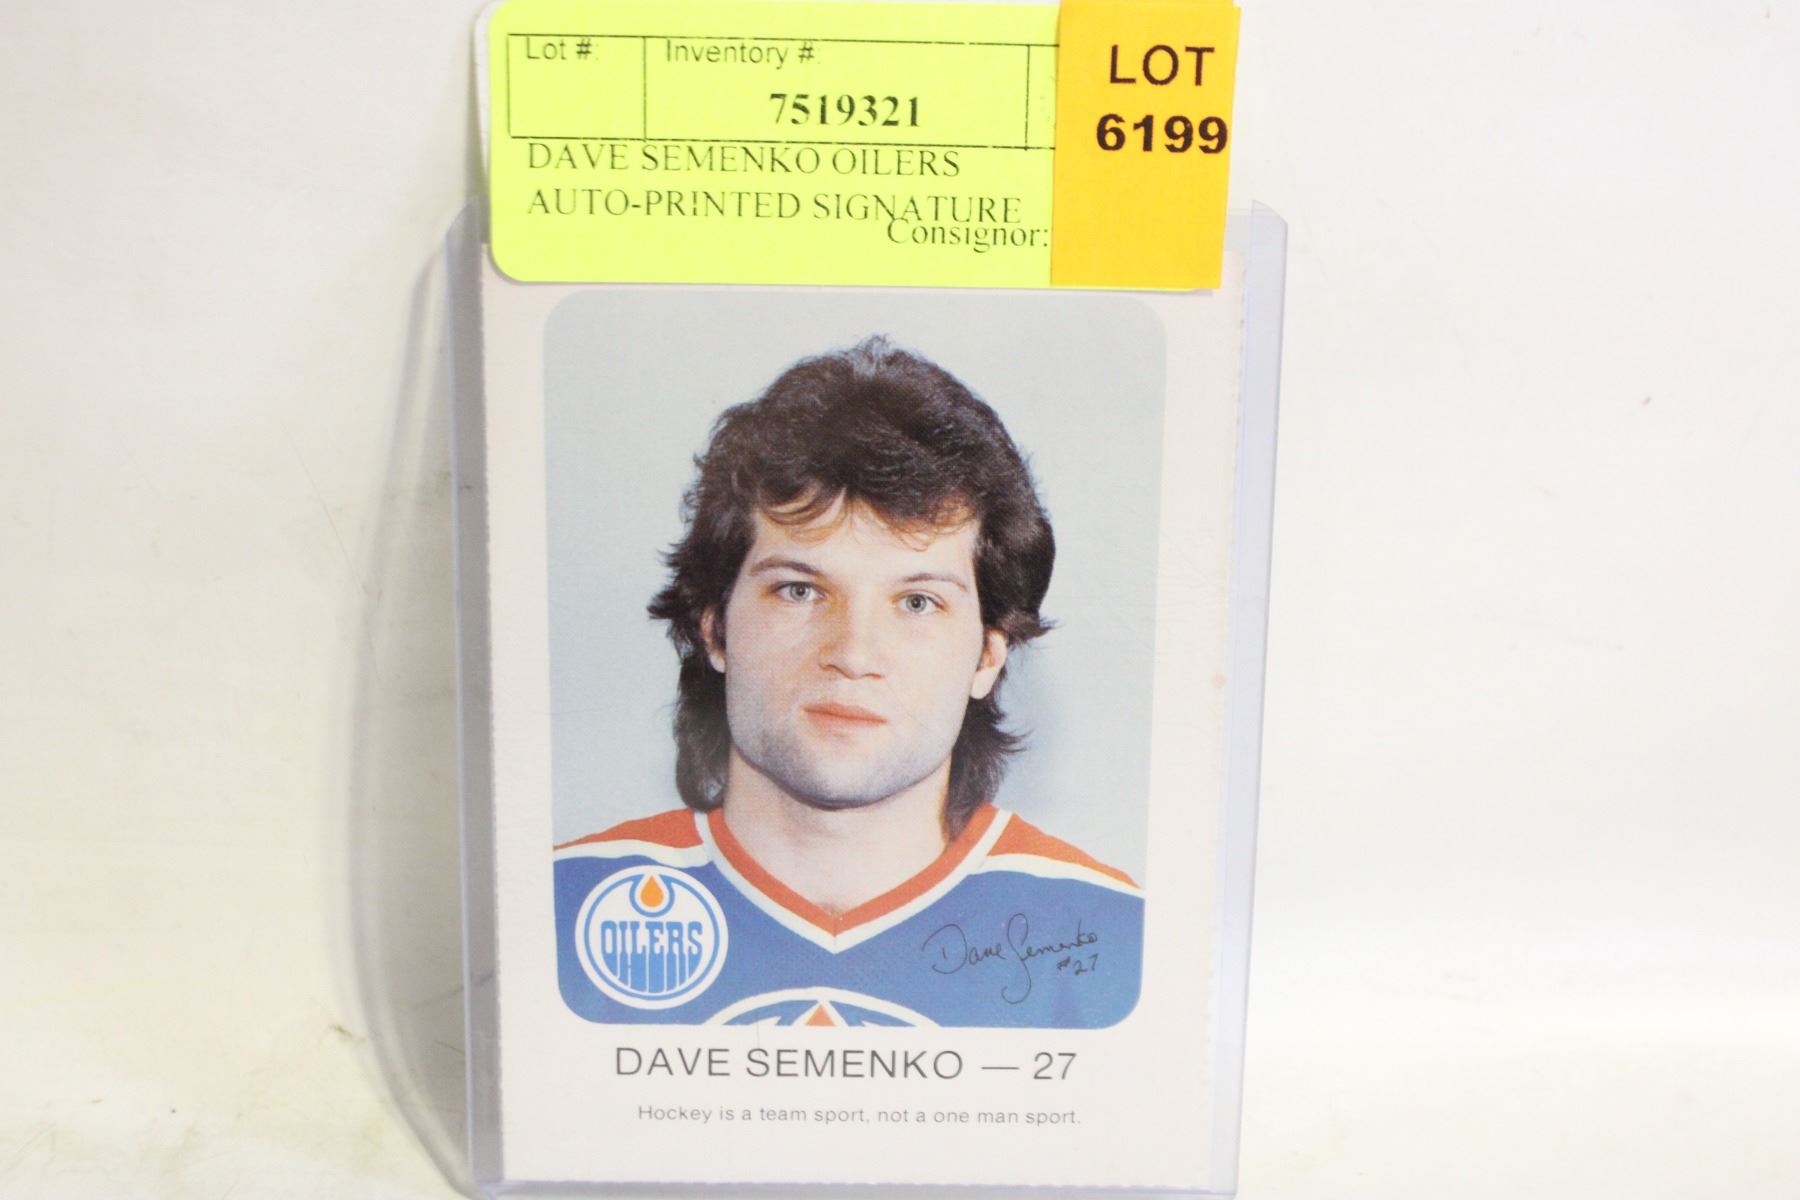 Lot #:
Inventory #:
7519321
DAVE SEMENKO OILERS
AUTO-PRINTED SIGNATURE
Consignor:
LOT
6199
OILERS
Dave Semenko
#27
DAVE SEMENKO — 27
Hockey is a team sport, not a one man sport.